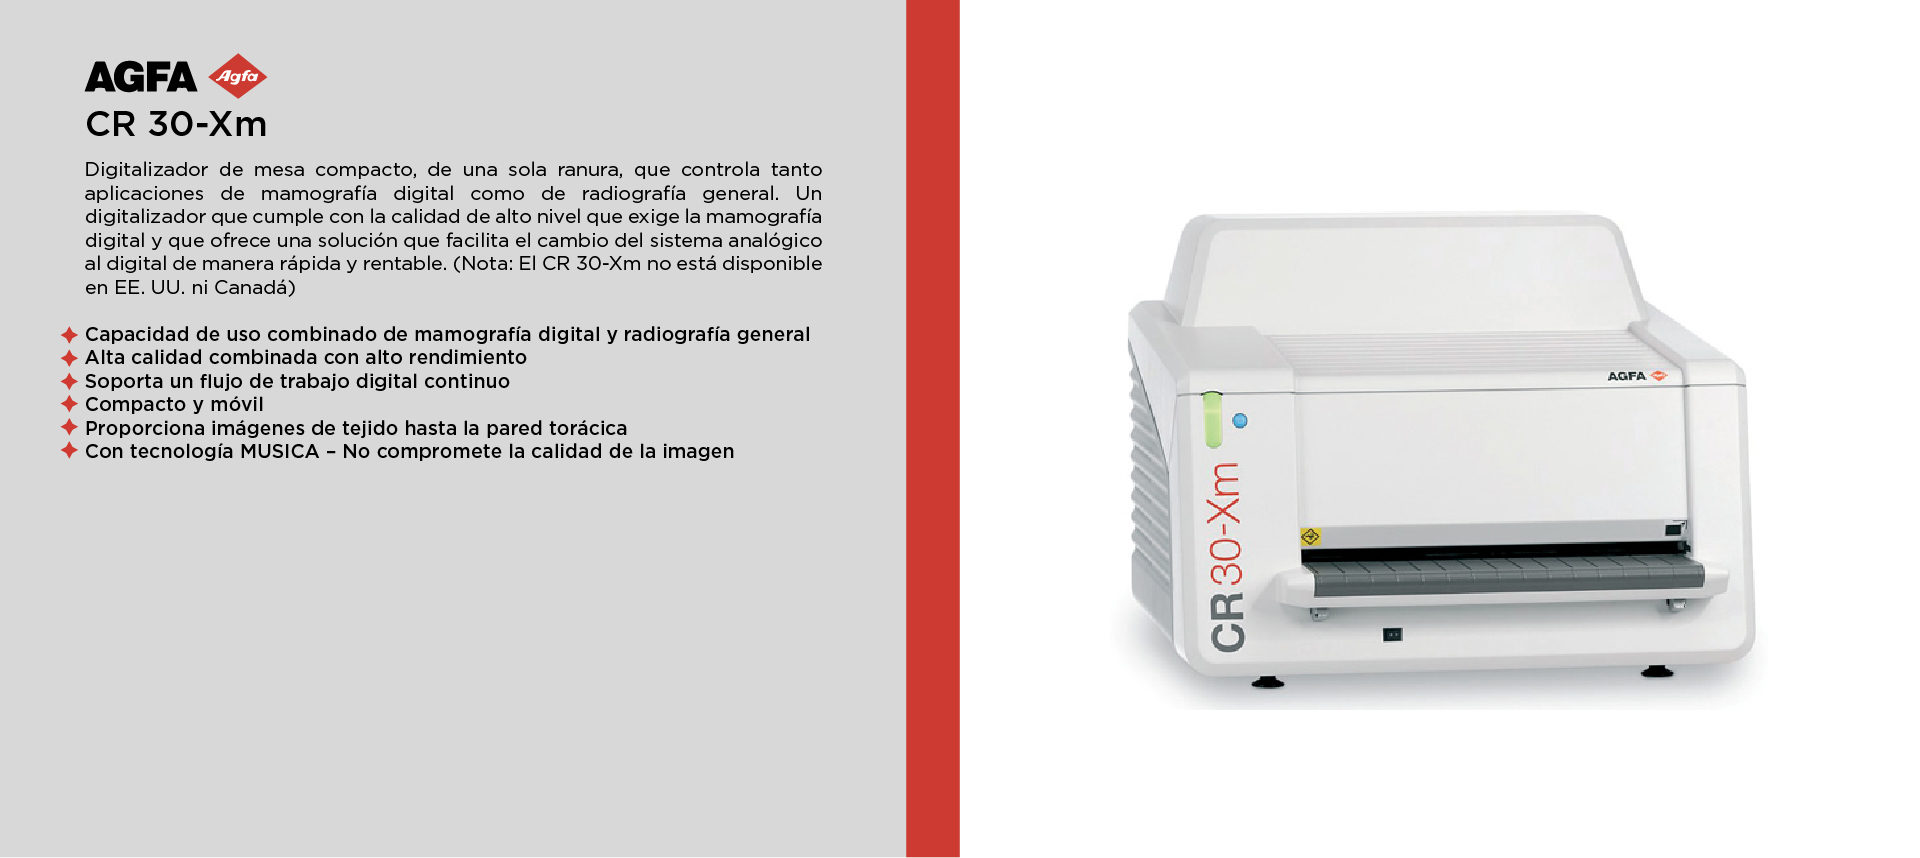 AGFA Agfa
CR 30-Xm
Digitalizador de mesa compacto, de una sola ranura, que controla tanto
aplicaciones de mamografía digital como de radiografía general. Un
digitalizador que cumple con la calidad de alto nivel que exige la mamografía
digital y que ofrece una solución que facilita el cambio del sistema analógico
al digital de manera rápida y rentable. (Nota: El CR 30-Xm no está disponible
en EE. UU. ni Canadá)
Capacidad de uso combinado de mamografía digital y radiografía general
Alta calidad combinada con alto rendimiento
Soporta un flujo de trabajo digital continuo
Compacto y móvil
Proporciona imágenes de tejido hasta la pared torácica
Con tecnología MUSICA – No compromete la calidad de la imagen
AGFA
CR 30-Xm